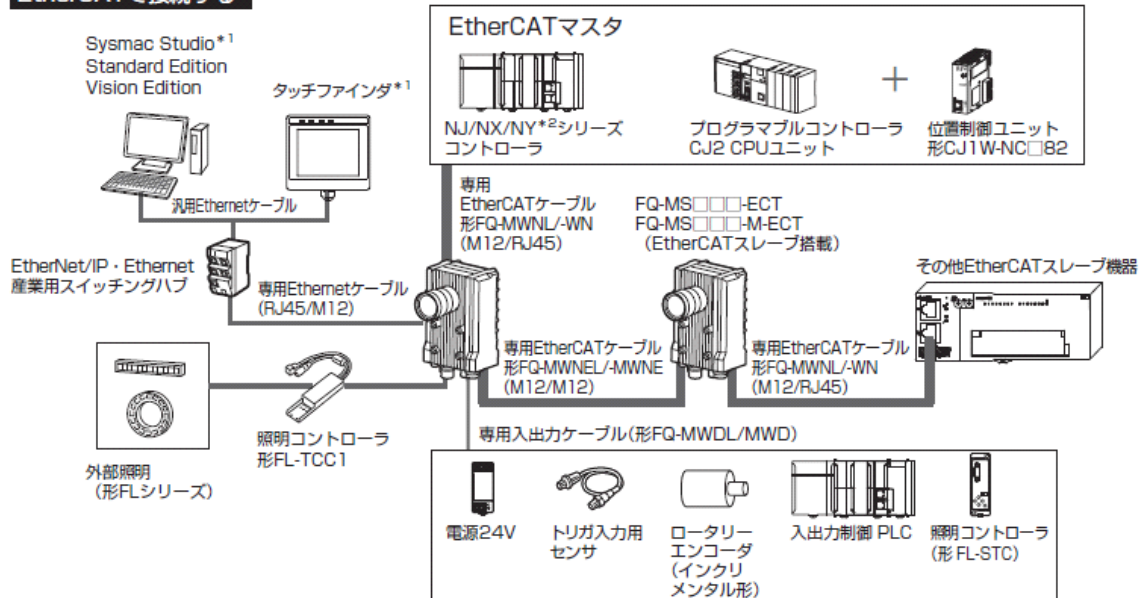 EtherCATで接続する
EtherCATマスタ
Sysmac Studio*1
Standard Edition
Vision Edition
タッチファインダ*1
NJ/NX/NY*2シリーズ
コントローラ
プログラマブルコントローラ
CJ2 CPUユニット
+
位置制御ユニット
形CJ1W-NC□82
汎用Ethernetケーブル
専用
EtherCATケーブル
形FQ-MWNL/-WN
(M12/RJ45)
FQ-MS□□□-ECT
FQ-MS□□□-M-ECT
(EtherCATスレーブ搭載)
EtherNet/IP・Ethernet
産業用スイッチングハブ
専用Ethernetケーブル
(RJ45/M12)
その他EtherCATスレーブ機器
専用EtherCATケーブル
形FQ-MWNEL/-MWNE
(M12/M12)
専用EtherCATケーブル
形FQ-MWNL/-WN
(M12/RJ45)
照明コントローラ
形FL-TCC1
外部照明
(形FLシリーズ)
専用入出力ケーブル(形FQ-MWDL/MWD)
電源24V
トリガ入力用
センサ
ロータリー
エンコーダ
(インクリ
メンタル形)
入出力制御 PLC
照明コントローラ
(形 FL-STC)